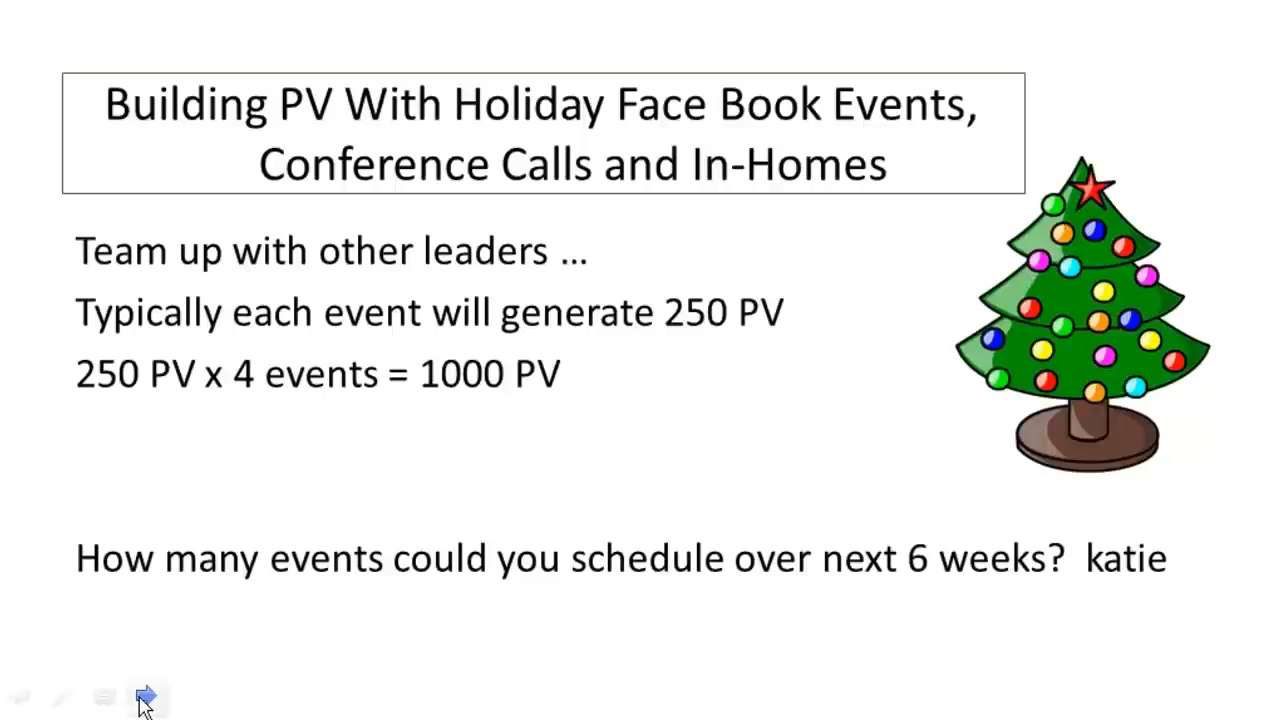 Building PV With Holiday Face Book Events,
Conference Calls and In-Homes
Team up with other leaders ...
Typically each event will generate 250 PV
250 PV x 4 events = 1000 PV
How many events could you schedule over next 6 weeks?  katie